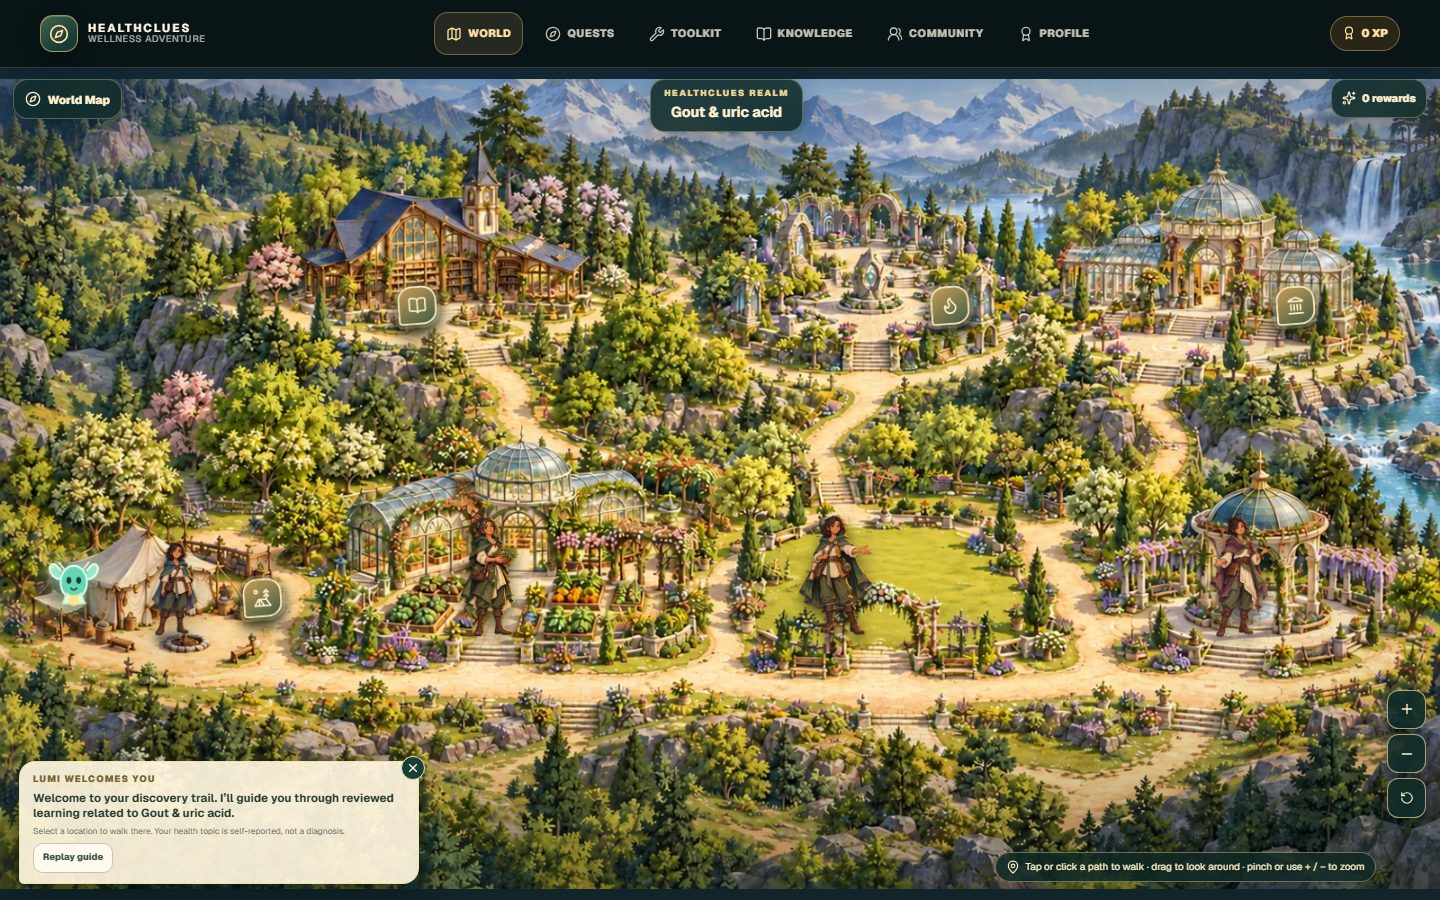 HEALTHCLUES
WELLNESS ADVENTURE
WORLD
QUESTS
TOOLKIT
KNOWLEDGE
COMMUNITY
PROFILE
0 XP
World Map
HEALTHCLUES REALM
Gout & uric acid
0 rewards
LUMI WELCOMES YOU
Welcome to your discovery trail. I’ll guide you through reviewed
learning related to Gout & uric acid.
Select a location to walk there. Your health topic is self-reported, not a diagnosis.
Replay guide
Tap or click a path to walk · drag to look around · pinch or use + / − to zoom